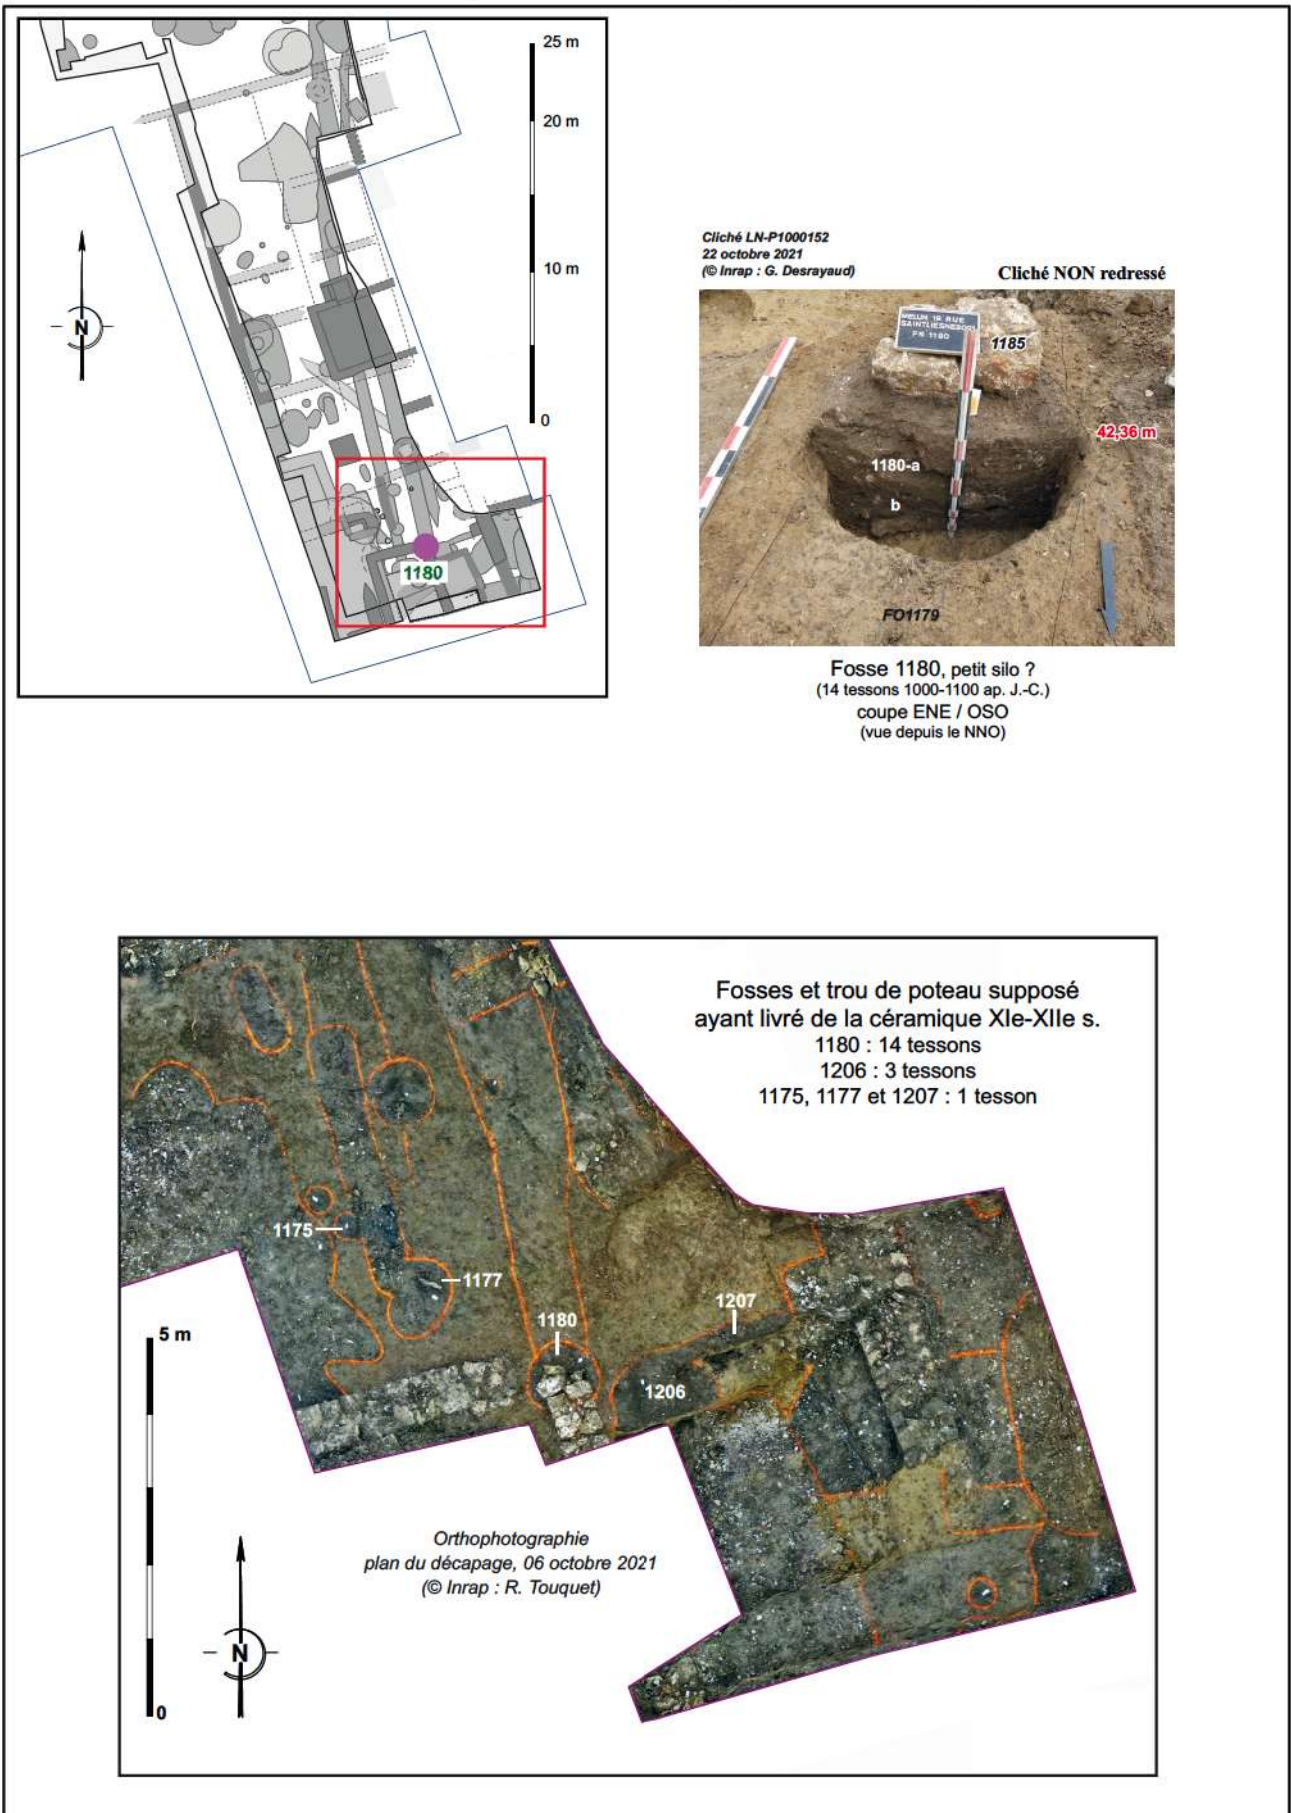 25 m
20 m
10 m
0
N
1180
Cliché LN-P1000152
22 octobre 2021
(© Inrap : G. Desrayaud)
Cliché NON redressé
MELUN 19 RUE
1180
1185
42,36 m
1180-a
b
FO1179
Fosse 1180, petit silo ?
(14 tessons 1000-1100 ap. J.-C.)
coupe ENE / OSO
(vue depuis le NNO)
Fosses et trou de poteau supposé
ayant livré de la céramique XIe-XIIe s.
1180 : 14 tessons
1206 : 3 tessons
1175, 1177 et 1207 : 1 tesson
1175
1177
1207
1180
1206
5 m
0
N
Orthophotographie
plan du décapage, 06 octobre 2021
(© Inrap : R. Touquet)